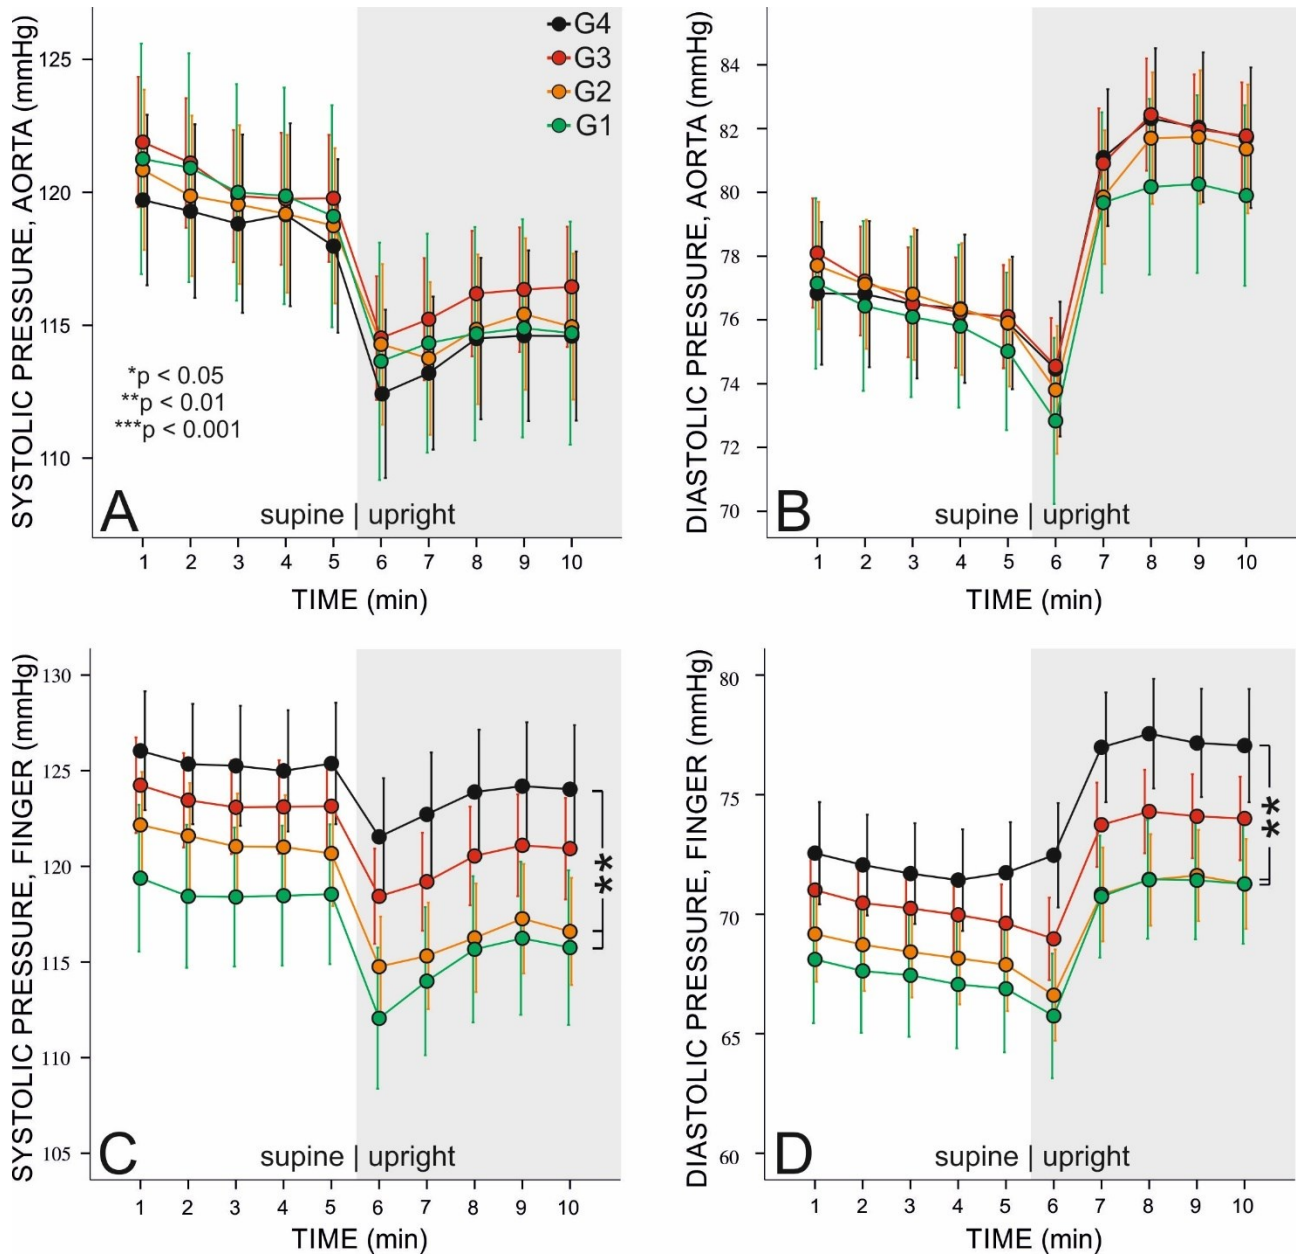 SYSTOLIC PRESSURE, AORTA (mmHg)
125
120
115
110
G4
G3
G2
G1
*p < 0.05
**p < 0.01
***p < 0.001
A
supine | upright
1 2 3 4 5 6 7 8 9 10
TIME (min)
DIASTOLIC PRESSURE, AORTA (mmHg)
84
82
80
78
76
74
72
70
B
supine | upright
1 2 3 4 5 6 7 8 9 10
TIME (min)
SYSTOLIC PRESSURE, FINGER (mmHg)
130
125
120
115
110
105
**
C
supine | upright
1 2 3 4 5 6 7 8 9 10
TIME (min)
DIASTOLIC PRESSURE, FINGER (mmHg)
80
75
70
65
60
**
D
supine | upright
1 2 3 4 5 6 7 8 9 10
TIME (min)